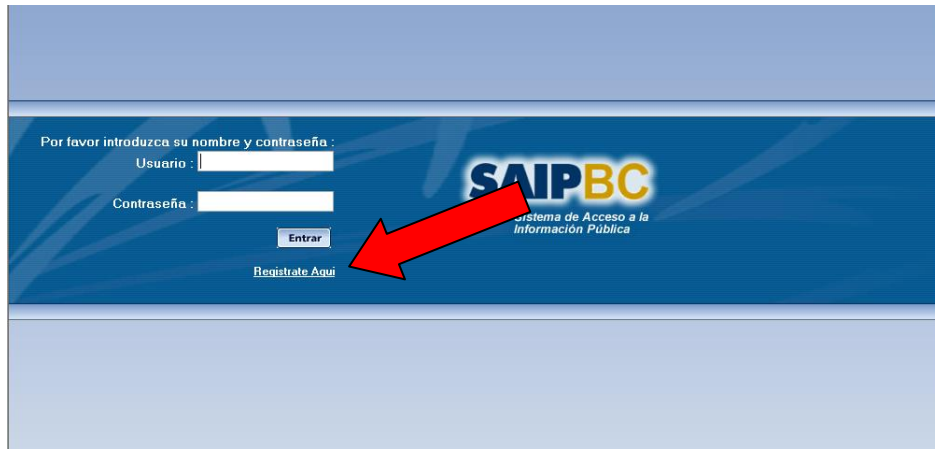 Por favor introduzca su nombre y contraseña :
Usuario :
Contraseña :
Entrar
Registrate Aqui
SAIPBC
Sistema de Acceso a la
Información Pública